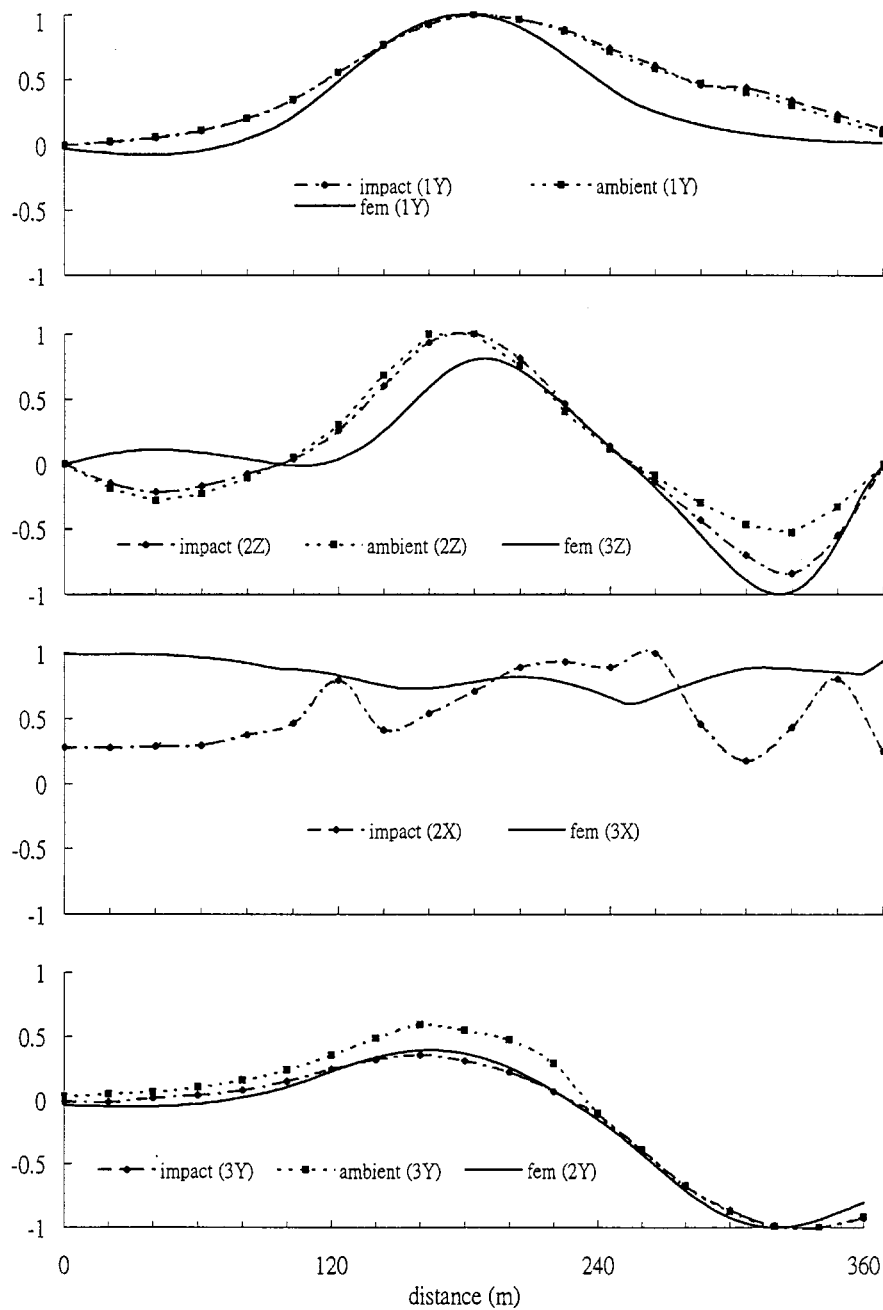 1
0.5
0
-0.5
-1
impact (1Y) ambient (1Y)
fem (1Y)
1
0.5
0
-0.5
-1
impact (2Z) ambient (2Z) fem (3Z)
1
0.5
0
-0.5
-1
impact (2X) fem (3X)
1
0.5
0
-0.5
-1
impact (3Y) ambient (3Y) fem (2Y)
0 120 240 360
distance (m)